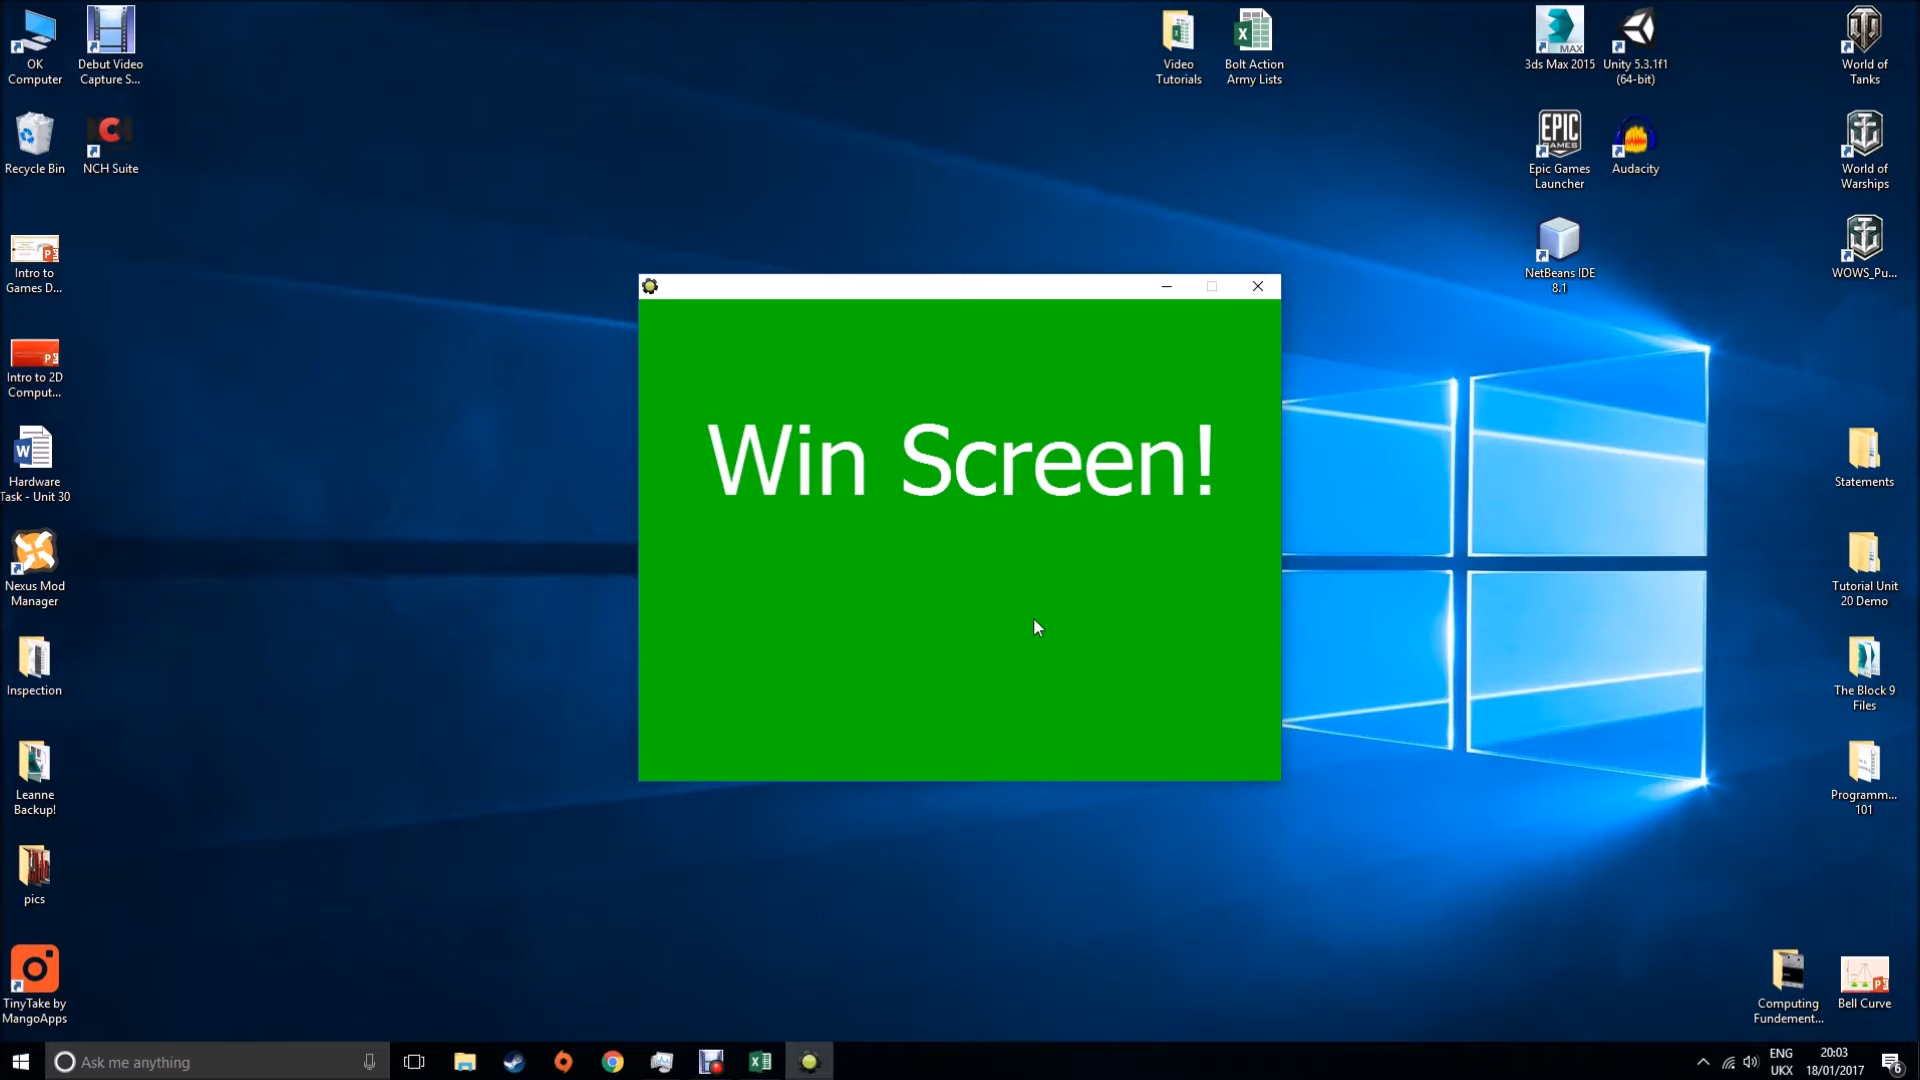 OK
Computer
Debut Video
Capture S...
Video
Tutorials
Bolt Action
Army Lists
MAX
3ds Max 2015
Unity 5.3.1f1
(64-bit)
World of
Tanks
Recycle Bin
NCH Suite
EPIC
GAMES
Epic Games
Launcher
Audacity
World of
Warships
Intro to
Games D...
NetBeans IDE
8.1
WOWS_Pu...
Intro to 2D
Comput...
Win Screen!
Hardware
Task - Unit 30
Statements
Nexus Mod
Manager
Tutorial Unit
20 Demo
Inspection
The Block 9
Files
Leanne
Backup!
Programm...
101
pics
TinyTake by
MangoApps
Computing
Fundement...
Bell Curve
Ask me anything
ENG
UKX
20:03
18/01/2017
6